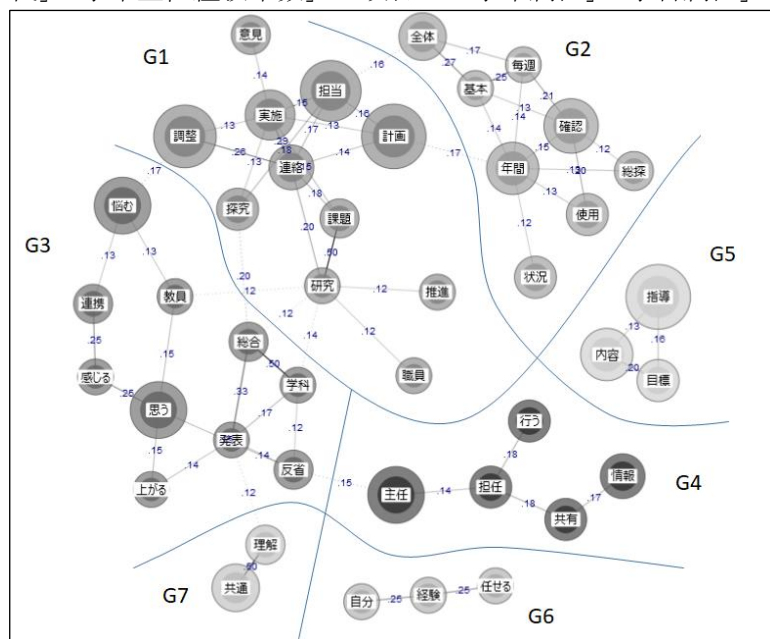 G1
意見
.14
.16
担当
実施
.15
.16
調整
.13
.17
.13
計画
.29
.18
.26
.13
連絡
.15
.14
.17
探究
.18
課題
.20
.50
.20
研究
.12
推進
.12
.12
.12
.14
職員
G2
全体
.17
毎週
.27
基本
.25
.21
.13
.14
.14
確認
.15
.12
年間
総探
.20
.13
使用
.12
状況
G3
.17
悩む
.13
.13
連携
教員
.25
.15
感じる
.25
思う
総合
.50
学科
.33
.17
発表
.12
.15
.14
.14
反省
上がる
.12
.15
G5
指導
.13
.16
内容
.20
目標
行う
.18
情報
G4
主任
.14
担任
.18
.17
共有
理解
共通
G7
自分
.25
経験
.25
任せる
G6